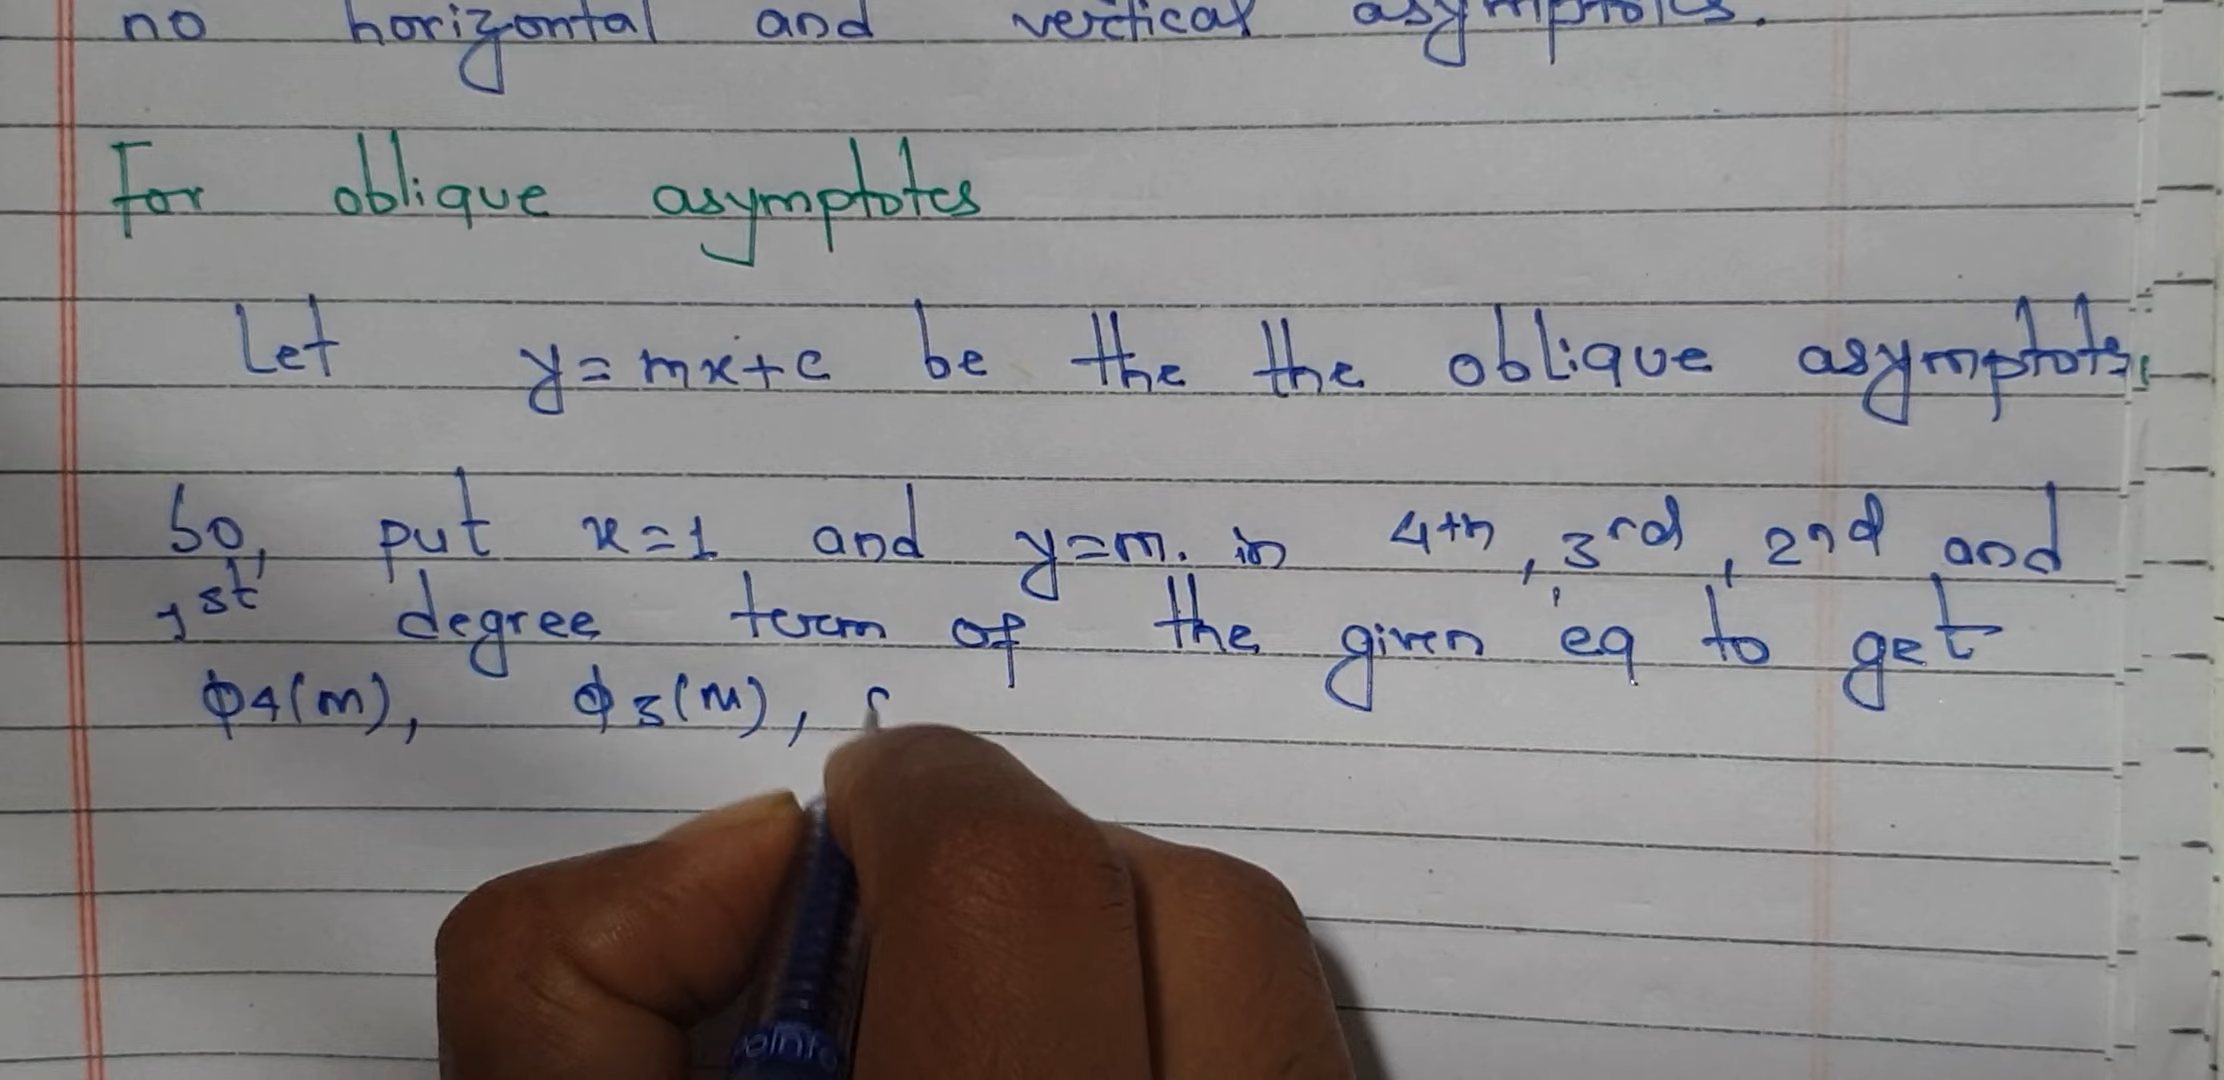 no horizontal and vertical asymptotes.
For oblique asymptotes
Let y=mx+c be the the oblique asymptote,
So, put x=1 and y=m. in 4th, 3rd, 2nd and
1st degree term of the given eq to get
ϕ4(m), ϕ3(m),